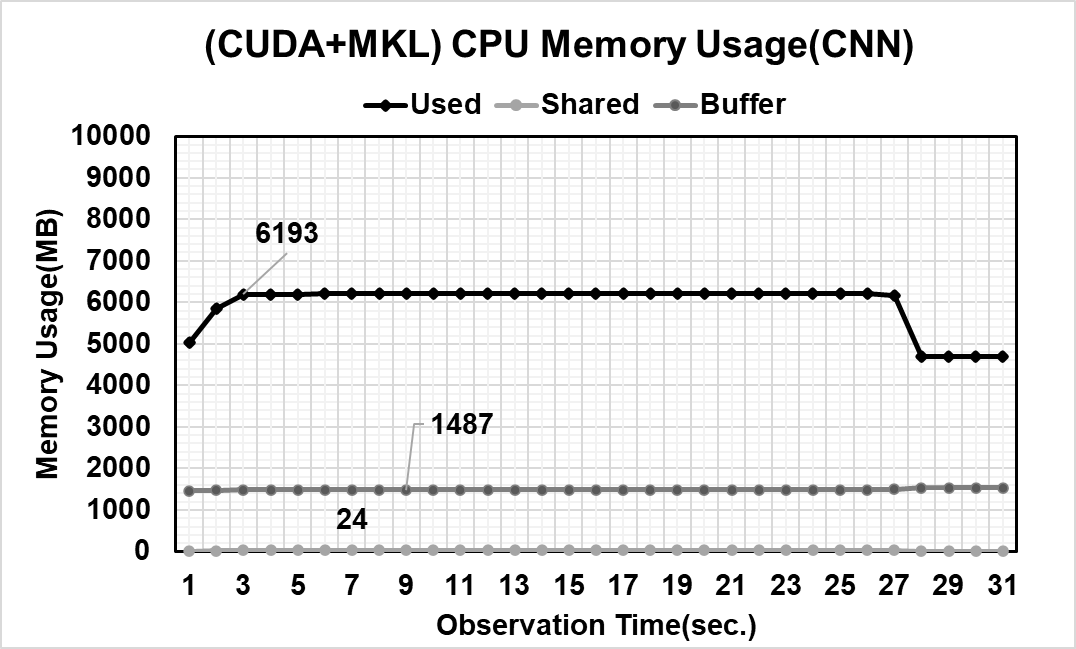 (CUDA+MKL) CPU Memory Usage(CNN)
Used Shared Buffer
10000
9000
8000
7000
6000
5000
4000
3000
2000
1000
0
Memory Usage(MB)
6193
1487
24
1 3 5 7 9 11 13 15 17 19 21 23 25 27 29 31
Observation Time(sec.)